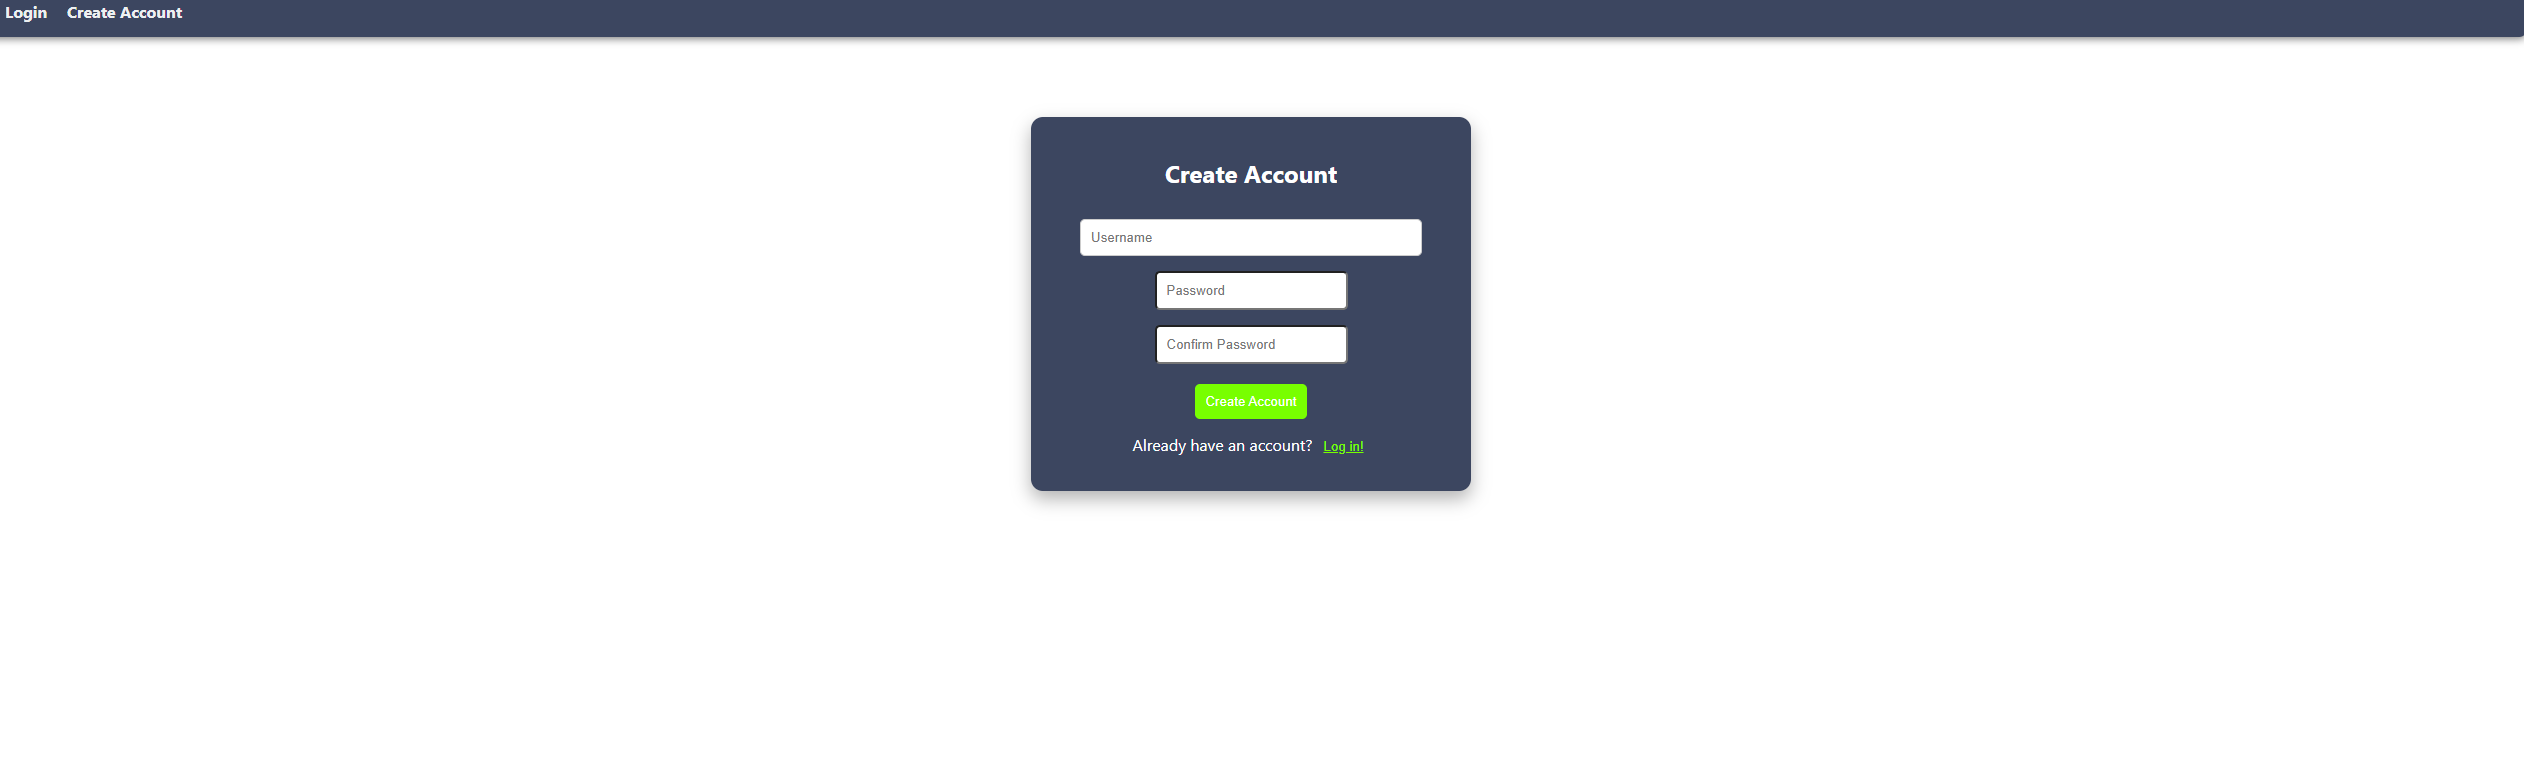 Login Create Account
Create Account
Username
Password
Confirm Password
Create Account
Already have an account? Log in!